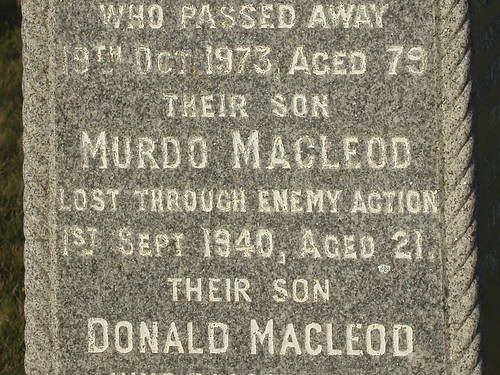 WHO PASSED AWAY
19TH OCT. 1973, AGED 79
THEIR SON
MURDO MACLEOD
LOST THROUGH ENEMY ACTION
1ST SEPT 1940, AGED 21.
THEIR SON
DONALD MACLEOD